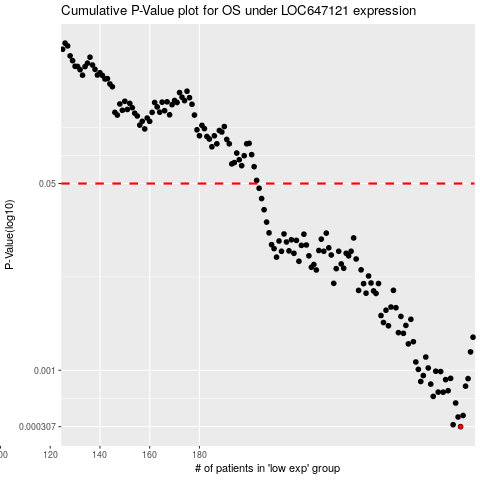 Cumulative P-Value plot for OS under LOC647121 expression
P-Value(log10)
0.05
0.001
0.000307
00 120 140 160 180
# of patients in 'low exp' group